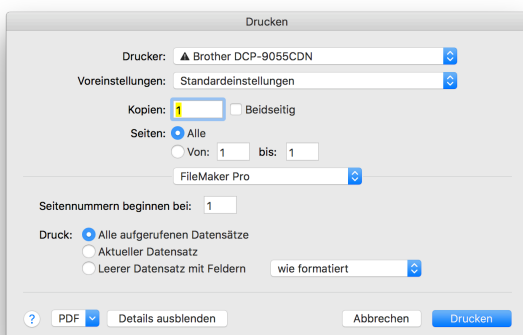 Drucken
Drucker: Brother DCP-9055CDN
Voreinstellungen: Standardeinstellungen
Kopien: 1 Beidseitig
Seiten: Alle
Von: 1 bis: 1
FileMaker Pro
Seitennummern beginnen bei: 1
Druck: Alle aufgerufenen Datensätze
Aktueller Datensatz
Leerer Datensatz mit Feldern wie formatiert
? PDF Details ausblenden Abbrechen Drucken